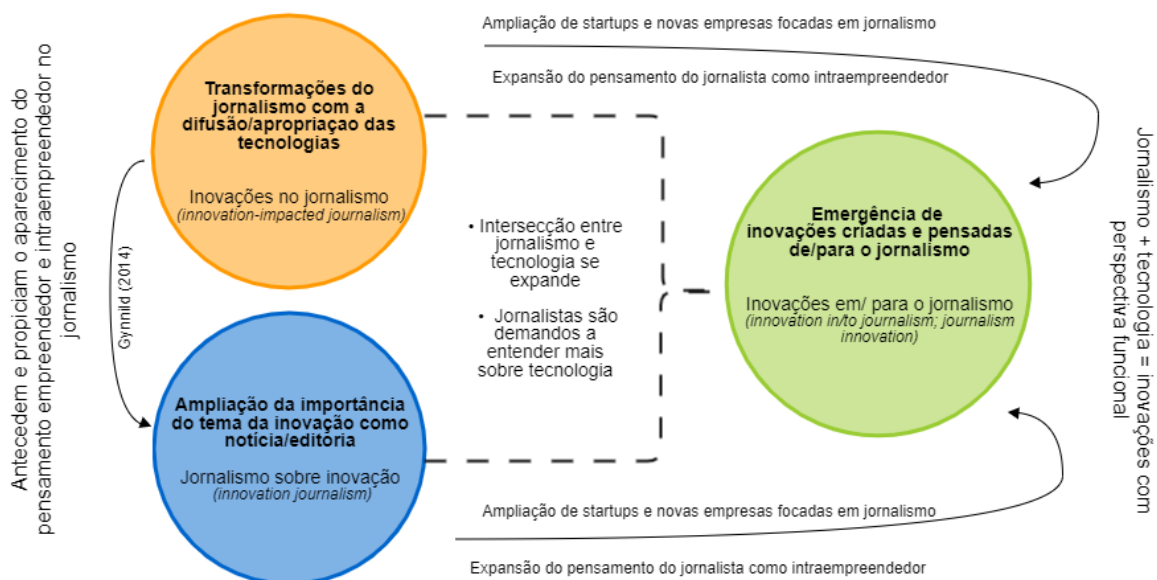 Antecedem e propiciam o aparecimento do
pensamento empreendedor e intraempreendedor no
jornalismo
Transformações do
jornalismo com a
difusão/apropriaçao das
tecnologias
Inovações no jornalismo
(innovation-impacted journalism)
Gynnild (2014)
Ampliação da importância
do tema da inovação como
notícia/editória
Jornalismo sobre inovação
(innovation journalism)
• Intersecção entre
jornalismo e
tecnologia se
expande
• Jornalistas são
demandos a
entender mais
sobre tecnologia
Ampliação de startups e novas empresas focadas em jornalismo
Expansão do pensamento do jornalista como intraempreendedor
Emergência de
inovações criadas e pensadas
de/para o jornalismo
Inovações em/ para o jornalismo
(innovation in/to journalism; journalism
innovation)
Ampliação de startups e novas empresas focadas em jornalismo
Expansão do pensamento do jornalista como intraempreendedor
Jornalismo + tecnologia = inovações com
perspectiva funcional